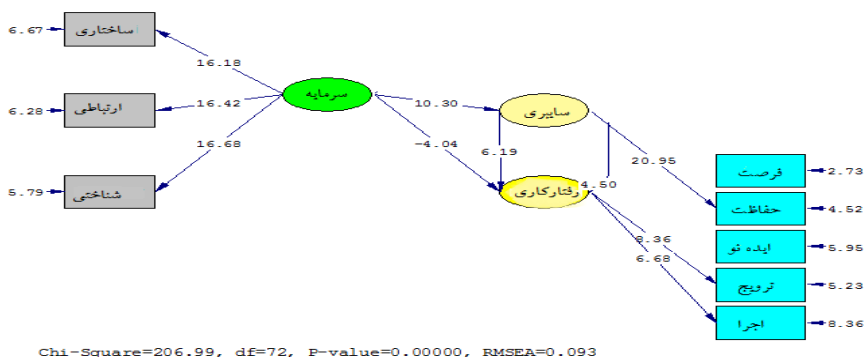 6.67
ساختاری
16.18
6.28
ارتباطی
16.42
سرمایه
10.30
سایبری
-4.04
6.19
20.95
5.79
شناختی
16.68
رفتارکاری
4.50
8.36
6.68
فرصت
2.73
حفاظت
4.52
ایده نو
5.95
ترویج
5.23
اجرا
8.36
Chi-Square=206.99, df=72, P-value=0.00000, RMSEA=0.093